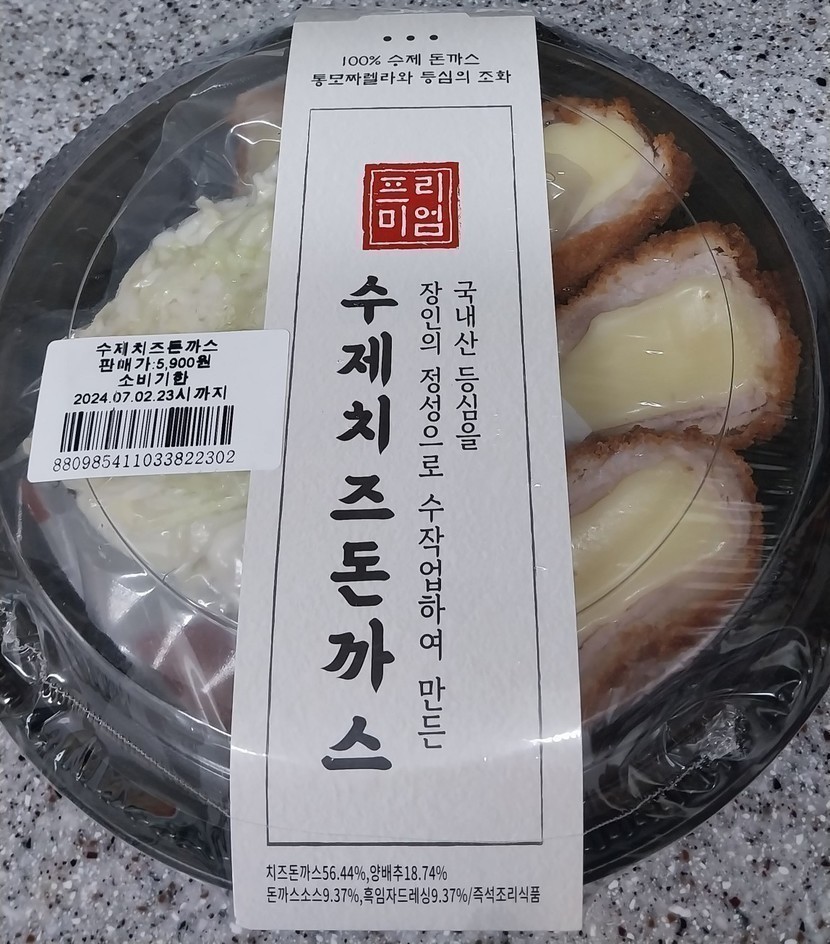 100% 수제 돈까스
통모짜렐라와 등심의 조화
프리
미엄
국내산 등심을
장인의 정성으로 수작업하여 만든
수제치즈돈까스
수제치즈돈까스
판매가:5,900원
소비기한
2024.07.02.23시까지
880985411033822302
치즈돈까스56.44%,양배추18.74%
돈까스소스9.37%,흑임자드레싱9.37%/즉석조리식품